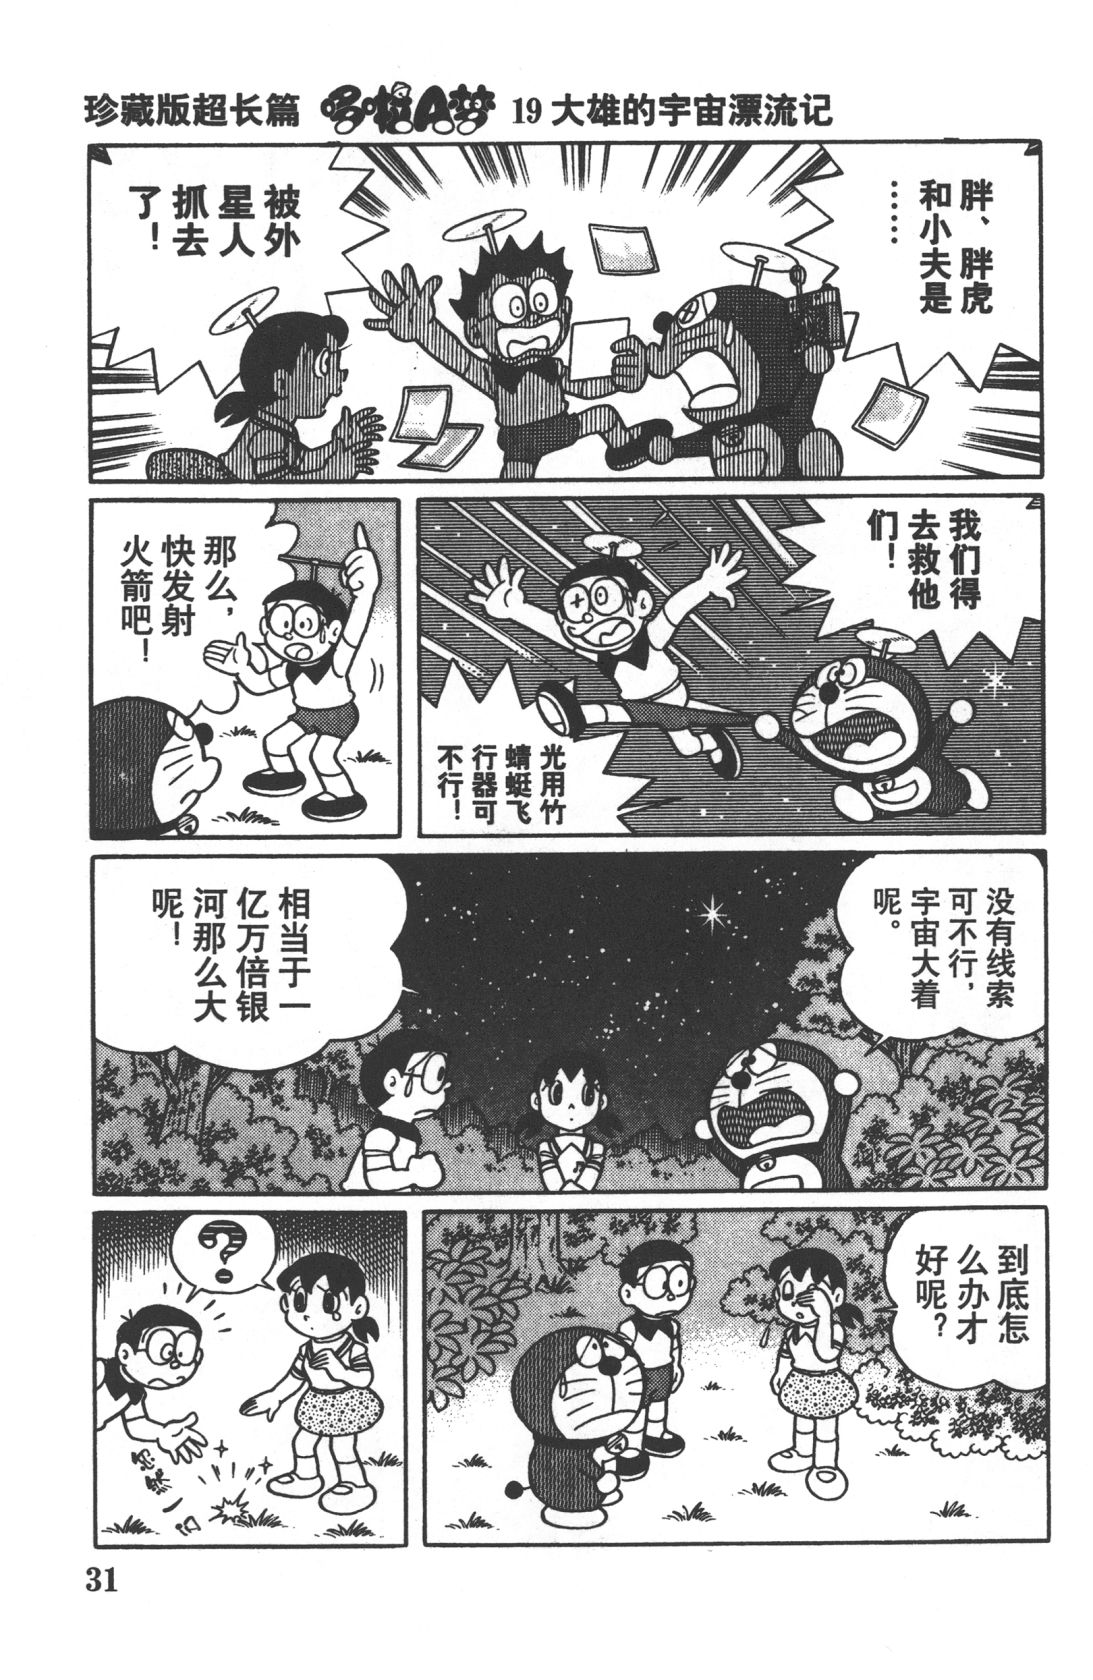 珍藏版超长篇 哆啦A梦 19 大雄的宇宙漂流记
胖、胖虎
和小夫是
……
被外
星人
抓去
了！
我们得
去救他
们！
光用竹
蜻蜓飞
行器可
不行！
那么，
快发射
火箭吧！
没有线索
可不行，
宇宙大着
呢。
相当于一
亿万倍银
河那么大
呢！
到底怎
么办才
好呢？
？
忽然一闪
31